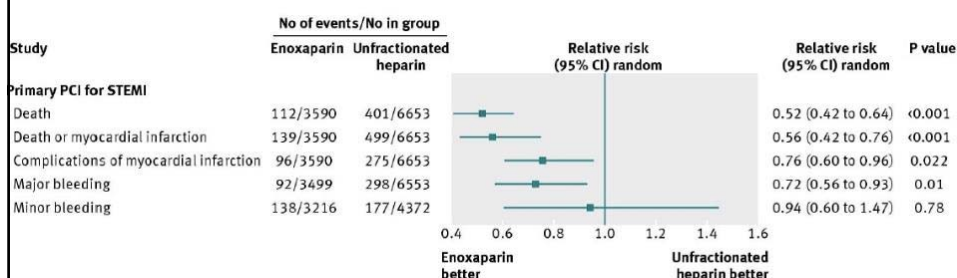 No of events/No in group
Study Enoxaparin Unfractionated heparin Relative risk (95% CI) random Relative risk (95% CI) random P value
Primary PCI for STEMI
Death 112/3590 401/6653 0.52 (0.42 to 0.64) <0.001
Death or myocardial infarction 139/3590 499/6653 0.56 (0.42 to 0.76) <0.001
Complications of myocardial infarction 96/3590 275/6653 0.76 (0.60 to 0.96) 0.022
Major bleeding 92/3499 298/6553 0.72 (0.56 to 0.93) 0.01
Minor bleeding 138/3216 177/4372 0.94 (0.60 to 1.47) 0.78
0.4 0.6 0.8 1.0 1.2 1.4 1.6
Enoxaparin better Unfractionated heparin better